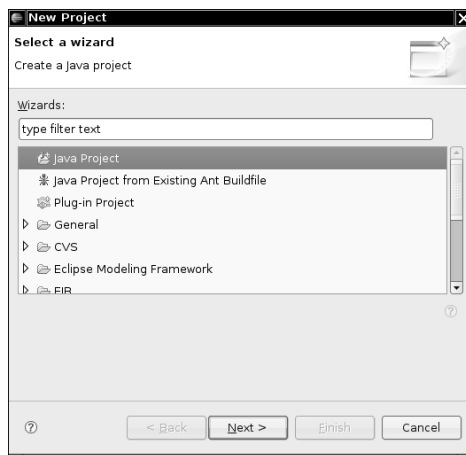 New Project
Select a wizard
Create a Java project
Wizards:
type filter text
Java Project
Java Project from Existing Ant Buildfile
Plug-in Project
General
CVS
Eclipse Modeling Framework
EJB
< Back Next > Finish Cancel